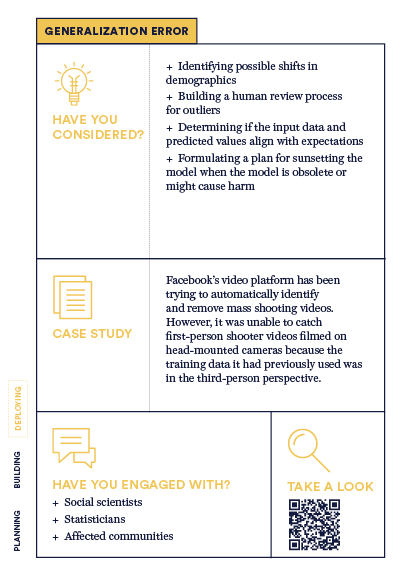 GENERALIZATION ERROR
HAVE YOU
CONSIDERED?
+ Identifying possible shifts in
demographics
+ Building a human review process
for outliers
+ Determining if the input data and
predicted values align with expectations
+ Formulating a plan for sunsetting the
model when the model is obsolete or
might cause harm
CASE STUDY
Facebook's video platform has been
trying to automatically identify
and remove mass shooting videos.
However, it was unable to catch
first-person shooter videos filmed on
head-mounted cameras because the
training data it had previously used was
in the third-person perspective.
HAVE YOU ENGAGED WITH?
+ Social scientists
+ Statisticians
+ Affected communities
TAKE A LOOK
DEPLOYING
BUILDING
PLANNING